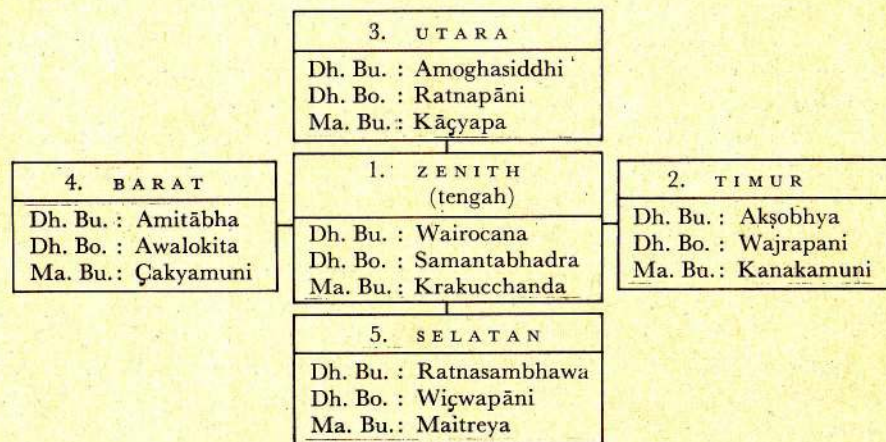 3. UTARA
Dh. Bu. : Amoghasiddhi
Dh. Bo. : Ratnapāni
Ma. Bu. : Kāçyapa
4. BARAT
Dh. Bu. : Amitābha
Dh. Bo. : Awalokita
Ma. Bu. : Çakyamuni
1. ZENITH
(tengah)
Dh. Bu. : Wairocana
Dh. Bo. : Samantabhadra
Ma. Bu. : Krakucchanda
2. TIMUR
Dh. Bu. : Akṣobhya
Dh. Bo. : Wajrapani
Ma. Bu. : Kanakamuni
5. SELATAN
Dh. Bu. : Ratnasambhawa
Dh. Bo. : Wiçwapāni
Ma. Bu. : Maitreya